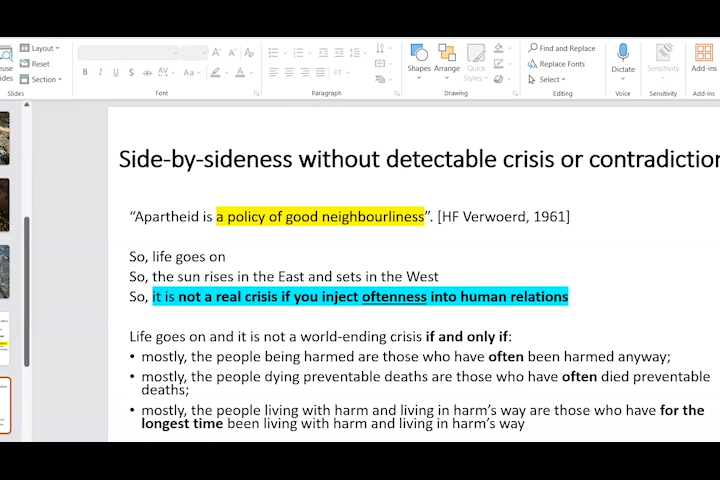 Layout
Find and Replace
Reset
Replace Fonts
Section
B I U S ab AV Aa
Shapes Arrange Quick Styles
Select
Dictate
Sensitivity
Add-ins
Slides
Font
Paragraph
Drawing
Editing
Voice
Sensitivity
Add-ins
Side-by-sideness without detectable crisis or
“Apartheid is a policy of good neighbourliness”. [HF Verwoerd, 1961]
So, life goes on
So, the sun rises in the East and sets in the West
So, it is not a real crisis if you inject oftenness into human relations
Life goes on and it is not a world-ending crisis if and only if:
• mostly, the people being harmed are those who have often been harmed anyway;
• mostly, the people dying preventable deaths are those who have often died preventable
deaths;
• mostly, the people living with harm and living in harm’s way are those who have for the
longest time been living with harm and living in harm’s way